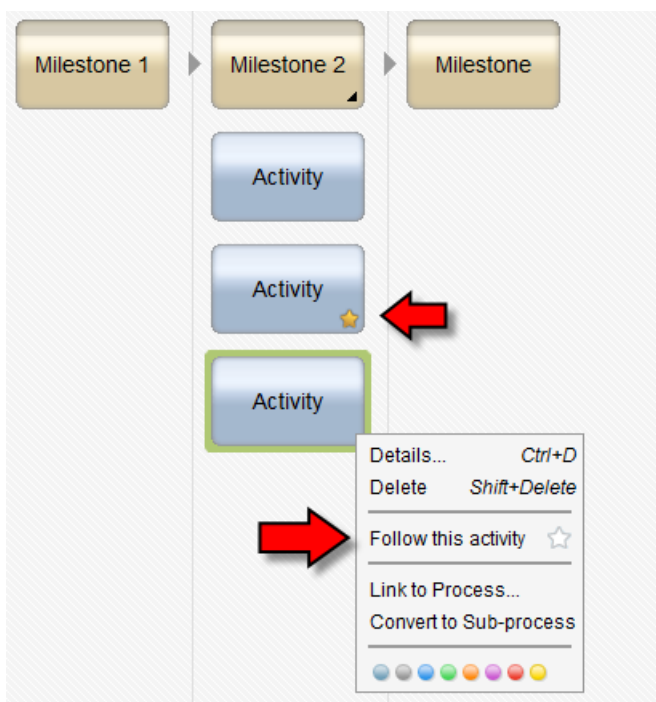 Milestone 1
Milestone 2
Milestone
Activity
Activity
Activity
Details... Ctrl+D
Delete Shift+Delete
Follow this activity
Link to Process...
Convert to Sub-process